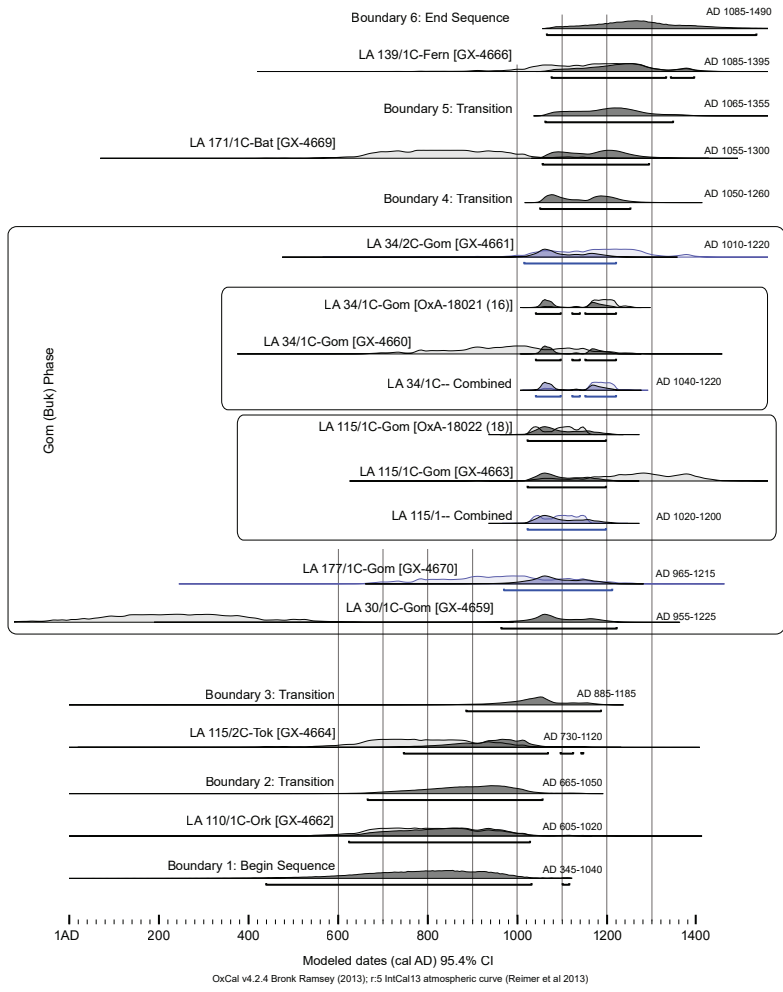 Boundary 6: End Sequence
AD 1085-1490
LA 139/1C-Fern [GX-4666]
AD 1085-1395
Boundary 5: Transition
AD 1065-1355
LA 171/1C-Bat [GX-4669]
AD 1055-1300
Boundary 4: Transition
AD 1050-1260
Gom (Buk) Phase
LA 34/2C-Gom [GX-4661]
AD 1010-1220
LA 34/1C-Gom [OxA-18021 (16)]
LA 34/1C-Gom [GX-4660]
LA 34/1C-- Combined
AD 1040-1220
LA 115/1C-Gom [OxA-18022 (18)]
LA 115/1C-Gom [GX-4663]
LA 115/1-- Combined
AD 1020-1200
LA 177/1C-Gom [GX-4670]
AD 965-1215
LA 30/1C-Gom [GX-4659]
AD 955-1225
Boundary 3: Transition
AD 885-1185
LA 115/2C-Tok [GX-4664]
AD 730-1120
Boundary 2: Transition
AD 665-1050
LA 110/1C-Ork [GX-4662]
AD 605-1020
Boundary 1: Begin Sequence
AD 345-1040
1AD 200 400 600 800 1000 1200 1400
Modeled dates (cal AD) 95.4% CI
OxCal v4.2.4 Bronk Ramsey (2013); r:5 IntCal13 atmospheric curve (Reimer et al 2013)